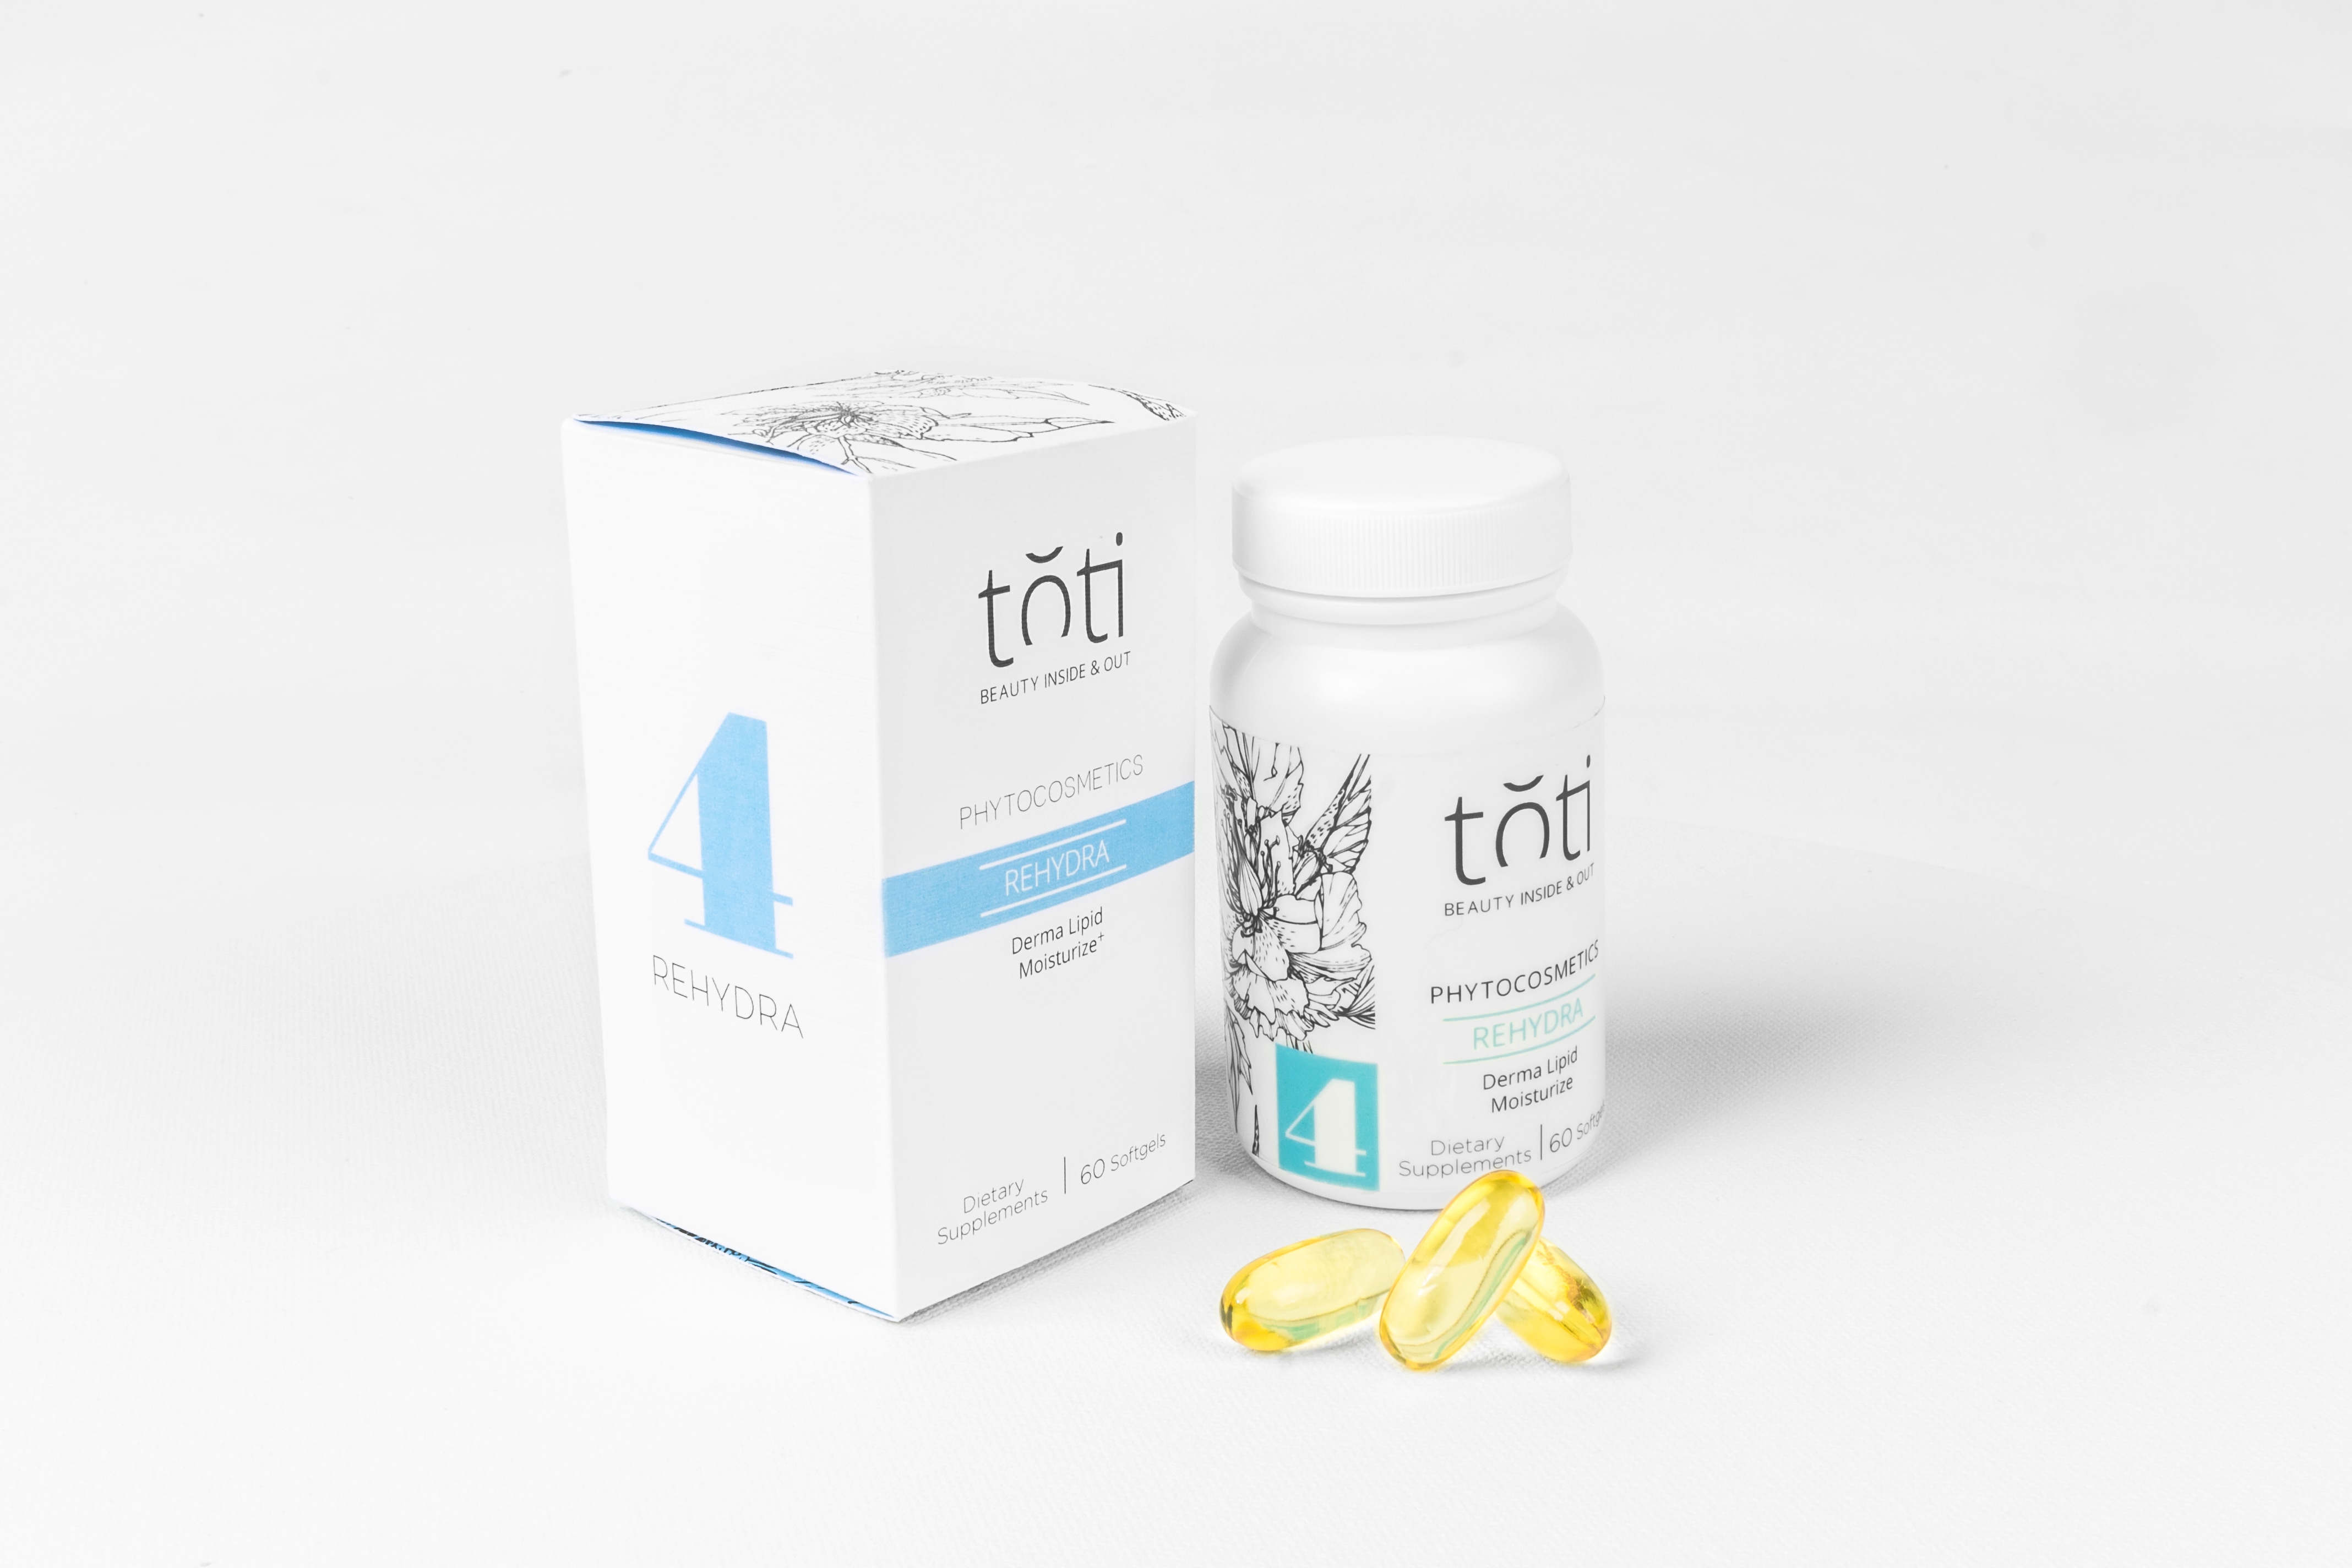 4
REHYDRA
tŏti
BEAUTY INSIDE & OUT
PHYTOCOSMETICS
REHYDRA
Derma Lipid
Moisturize⁺
Dietary
Supplements | 60 Softgels
tŏti
BEAUTY INSIDE & OUT
PHYTOCOSMETICS
REHYDRA
Derma Lipid
Moisturize
4
Dietary
Supplements | 60 Softgels